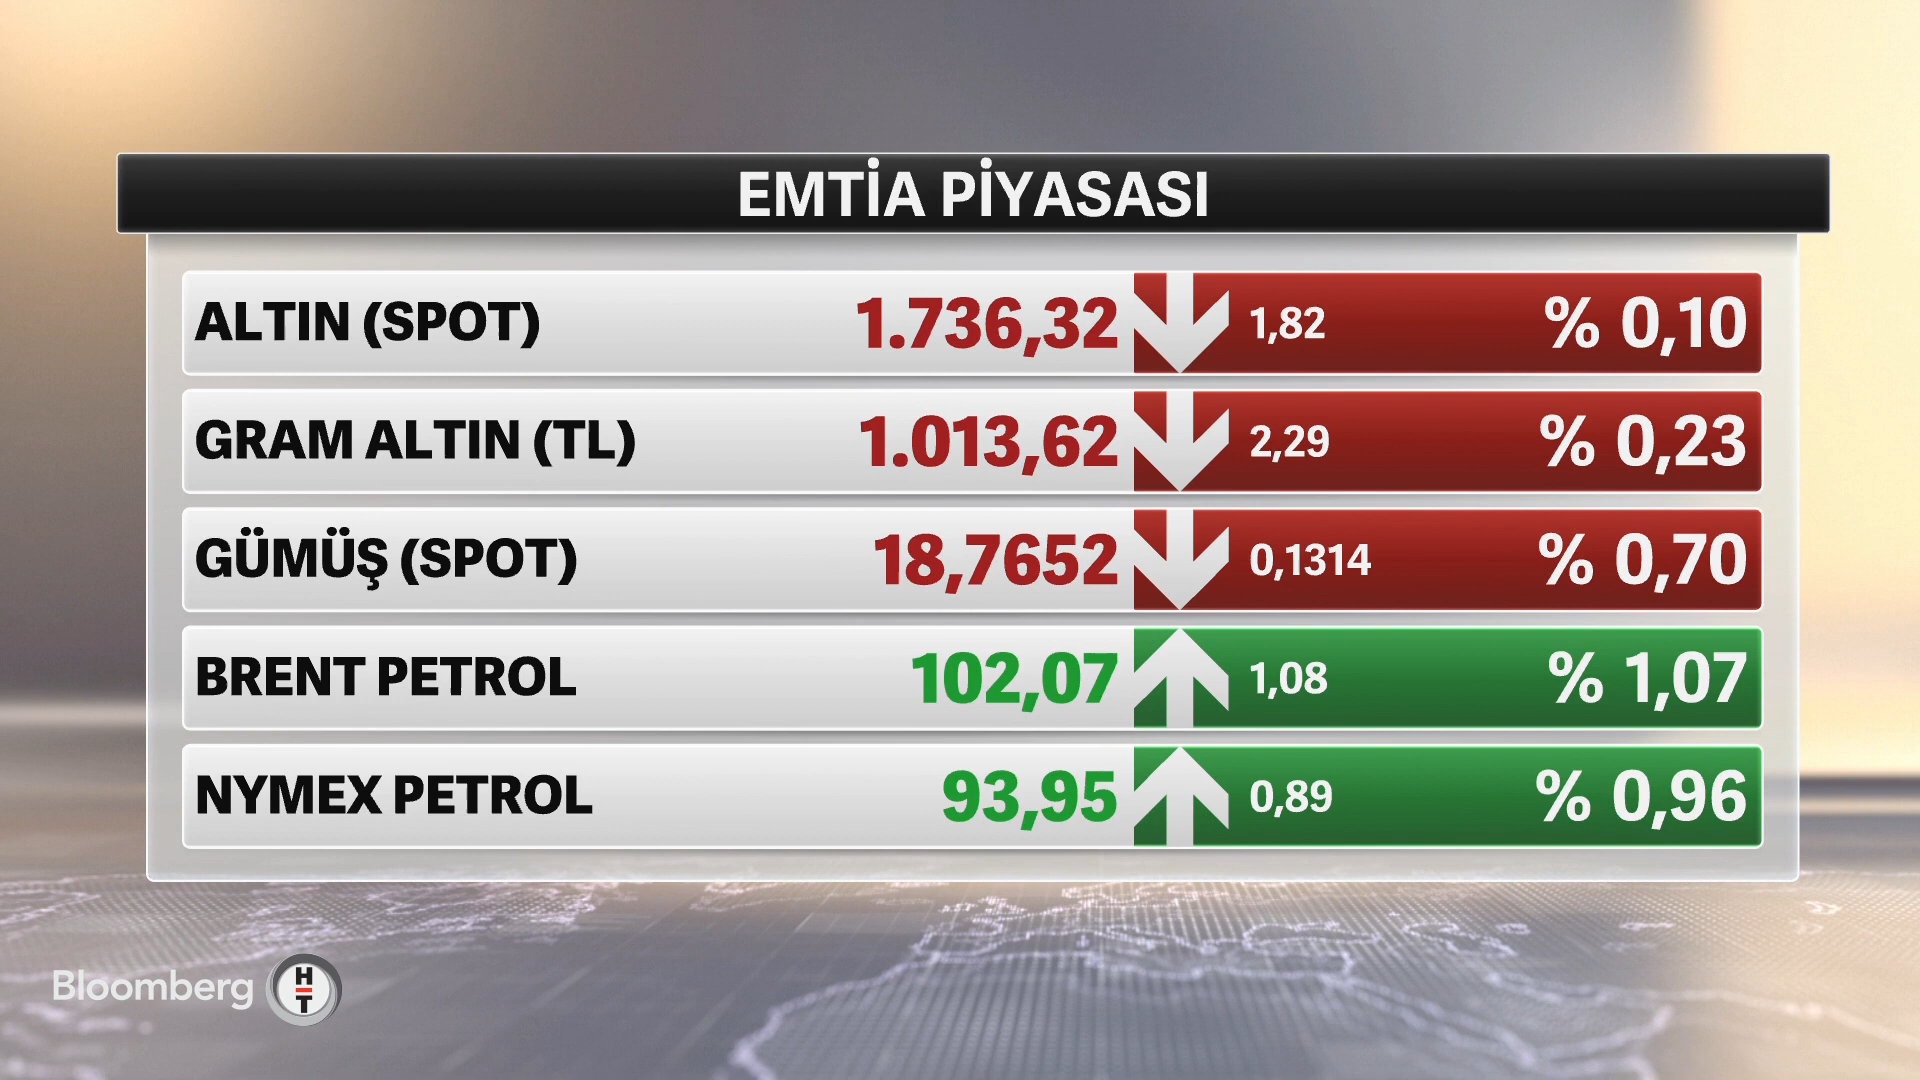 EMTİA PİYASASI
ALTIN (SPOT) 1.736,32 1,82 % 0,10
GRAM ALTIN (TL) 1.013,62 2,29 % 0,23
GÜMÜŞ (SPOT) 18,7652 0,1314 % 0,70
BRENT PETROL 102,07 1,08 % 1,07
NYMEX PETROL 93,95 0,89 % 0,96
Bloomberg HT